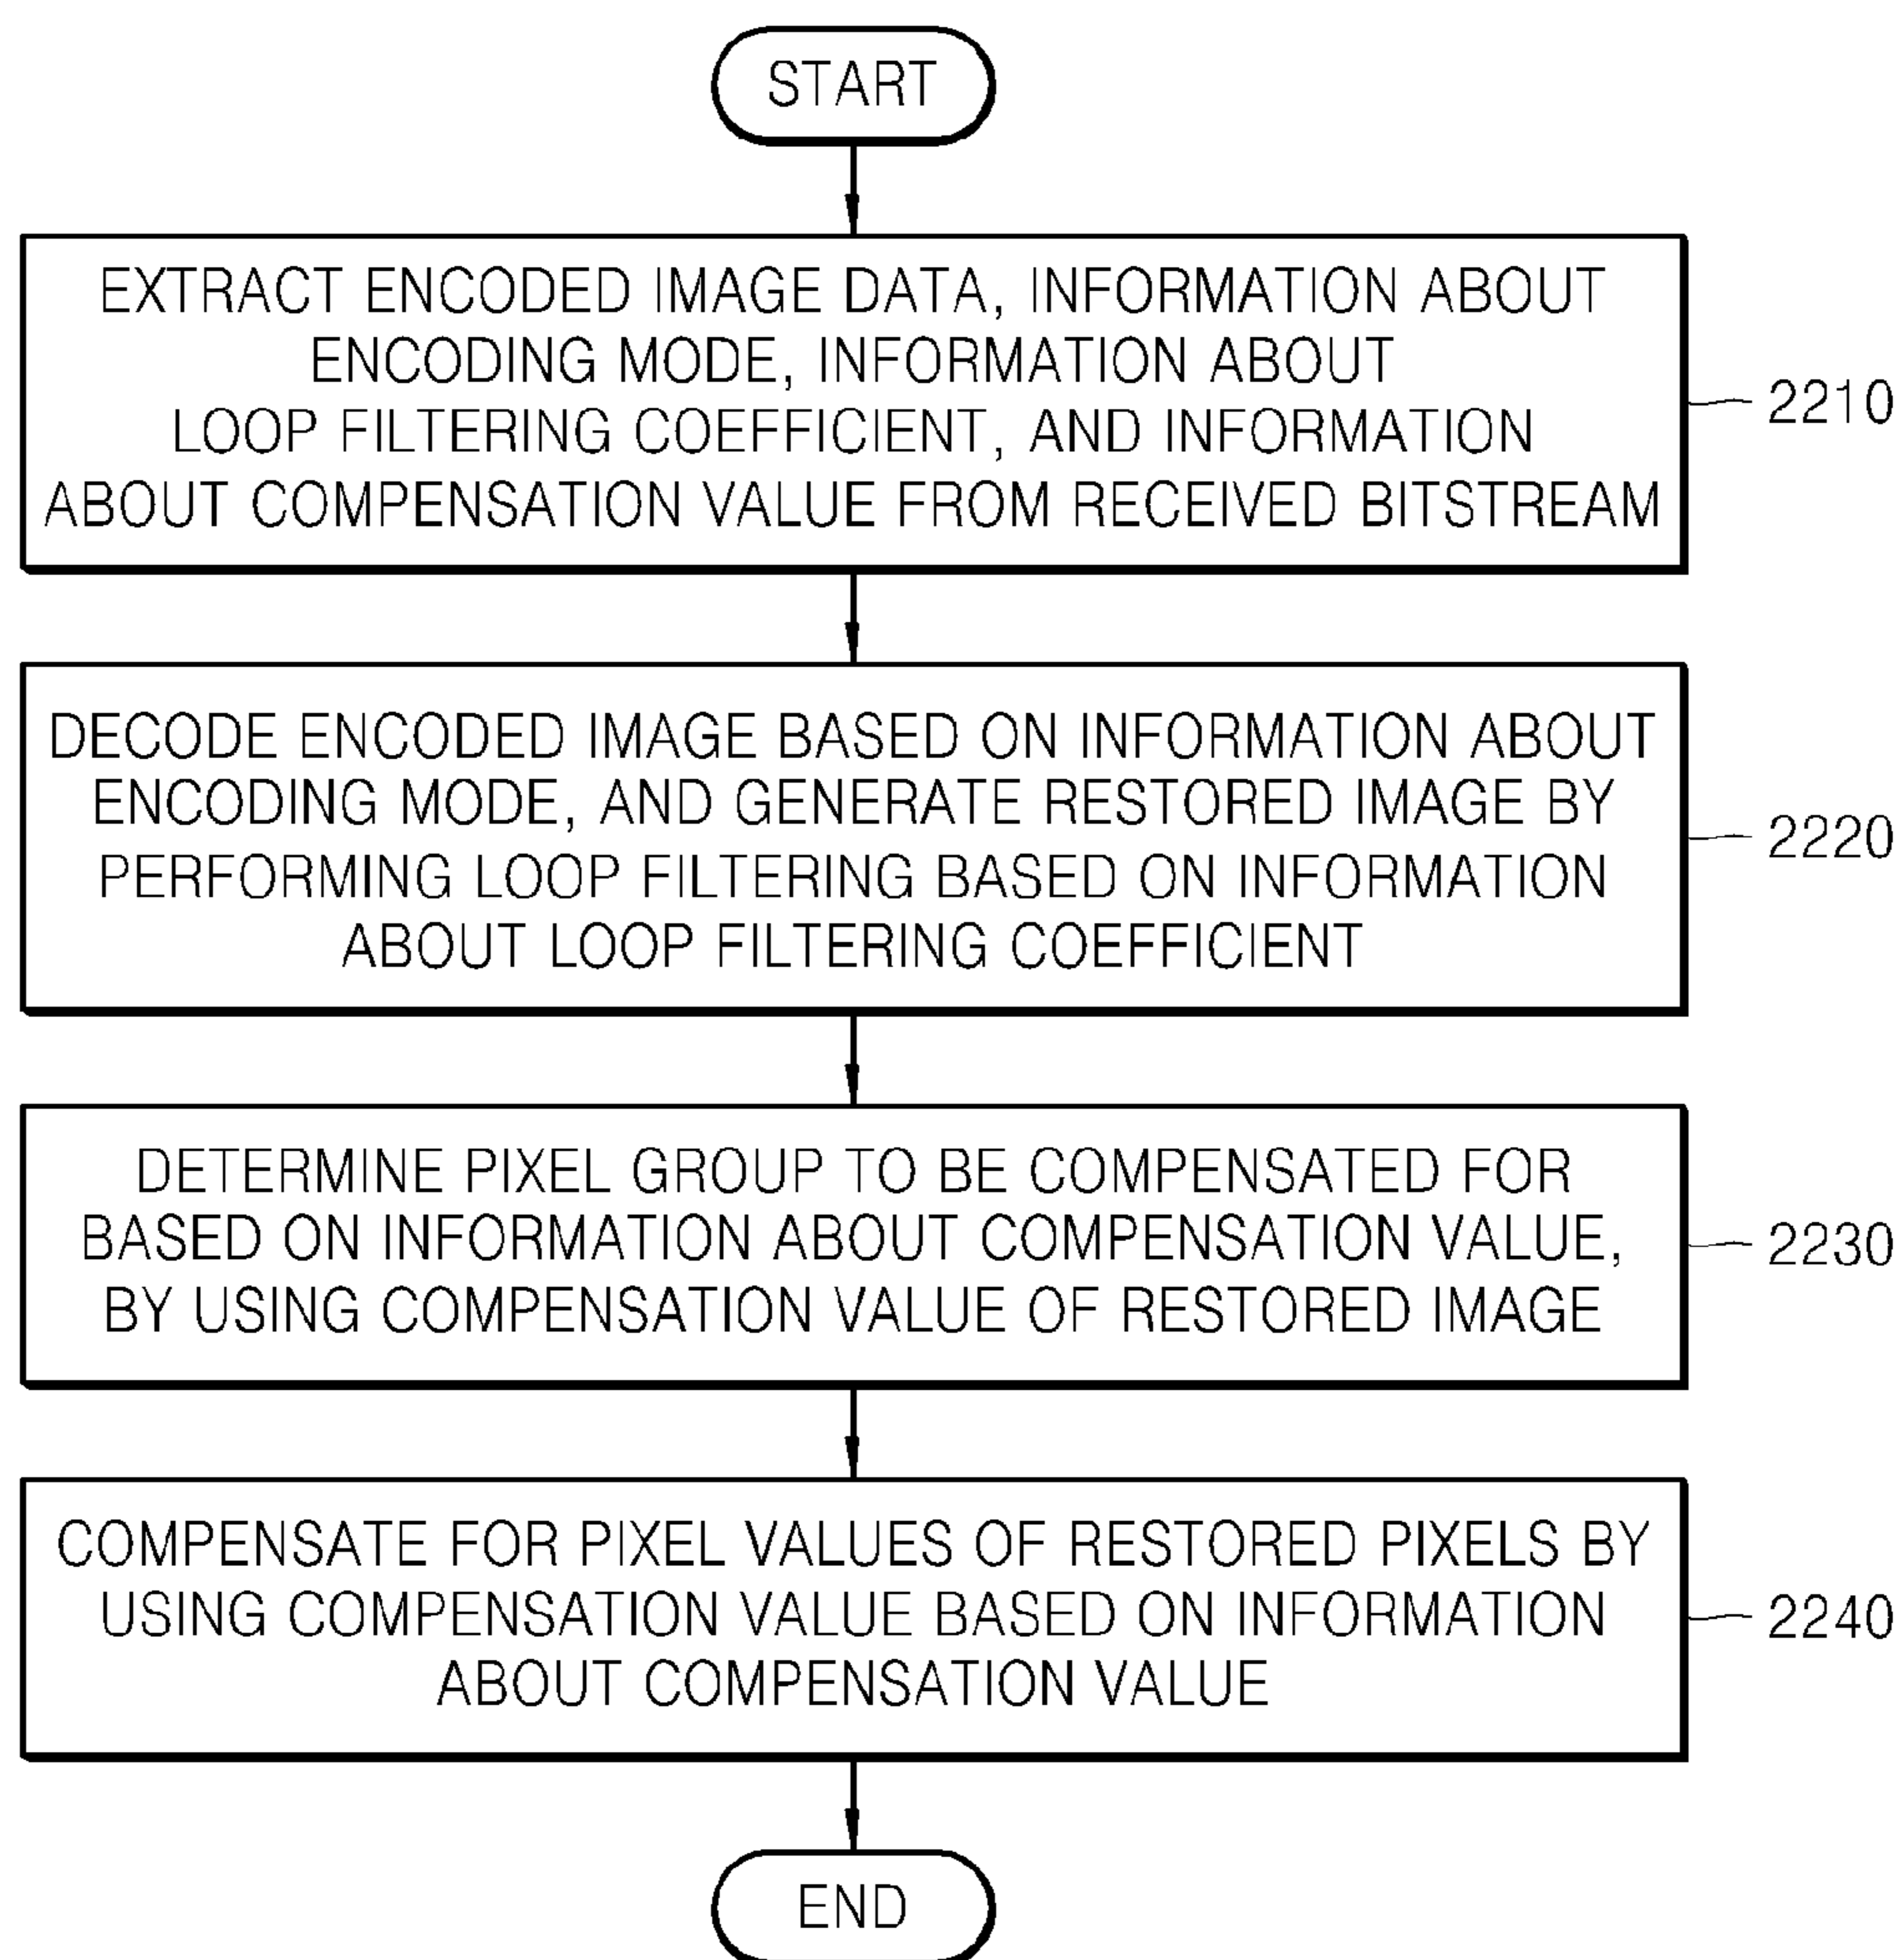 START
EXTRACT ENCODED IMAGE DATA, INFORMATION ABOUT
ENCODING MODE, INFORMATION ABOUT
LOOP FILTERING COEFFICIENT, AND INFORMATION
ABOUT COMPENSATION VALUE FROM RECEIVED BITSTREAM
2210
DECODE ENCODED IMAGE BASED ON INFORMATION ABOUT
ENCODING MODE, AND GENERATE RESTORED IMAGE BY
PERFORMING LOOP FILTERING BASED ON INFORMATION
ABOUT LOOP FILTERING COEFFICIENT
2220
DETERMINE PIXEL GROUP TO BE COMPENSATED FOR
BASED ON INFORMATION ABOUT COMPENSATION VALUE,
BY USING COMPENSATION VALUE OF RESTORED IMAGE
2230
COMPENSATE FOR PIXEL VALUES OF RESTORED PIXELS BY
USING COMPENSATION VALUE BASED ON INFORMATION
ABOUT COMPENSATION VALUE
2240
END